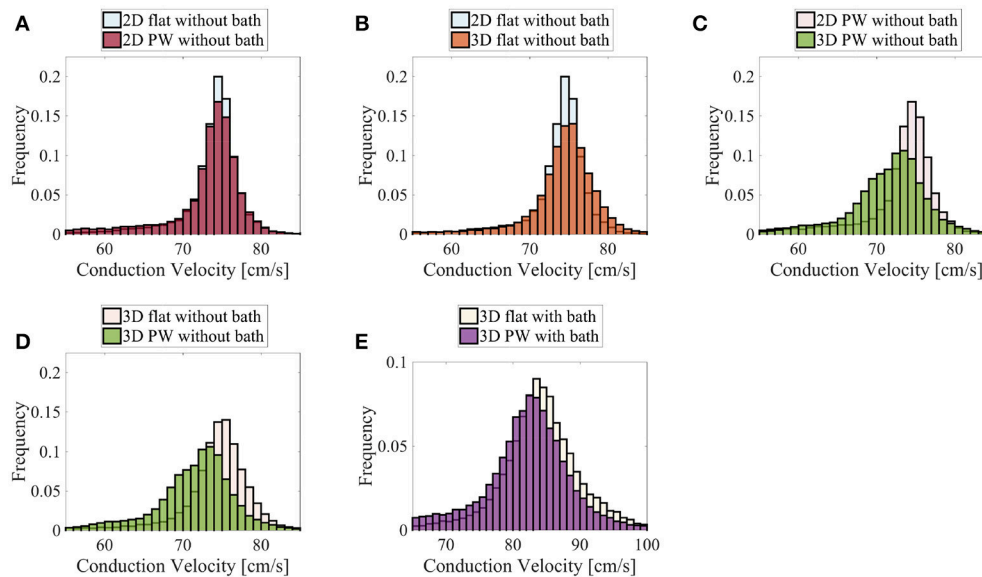 A
2D flat without bath
2D PW without bath
0.2
0.15
0.1
0.05
0
Frequency
60
70
80
Conduction Velocity [cm/s]
B
2D flat without bath
3D flat without bath
0.2
0.15
0.1
0.05
0
Frequency
60
70
80
Conduction Velocity [cm/s]
C
2D PW without bath
3D PW without bath
0.2
0.15
0.1
0.05
0
Frequency
60
70
80
Conduction Velocity [cm/s]
D
3D flat without bath
3D PW without bath
0.2
0.15
0.1
0.05
0
Frequency
60
70
80
Conduction Velocity [cm/s]
E
3D flat with bath
3D PW with bath
0.1
0.05
0
Frequency
70
80
90
100
Conduction Velocity [cm/s]